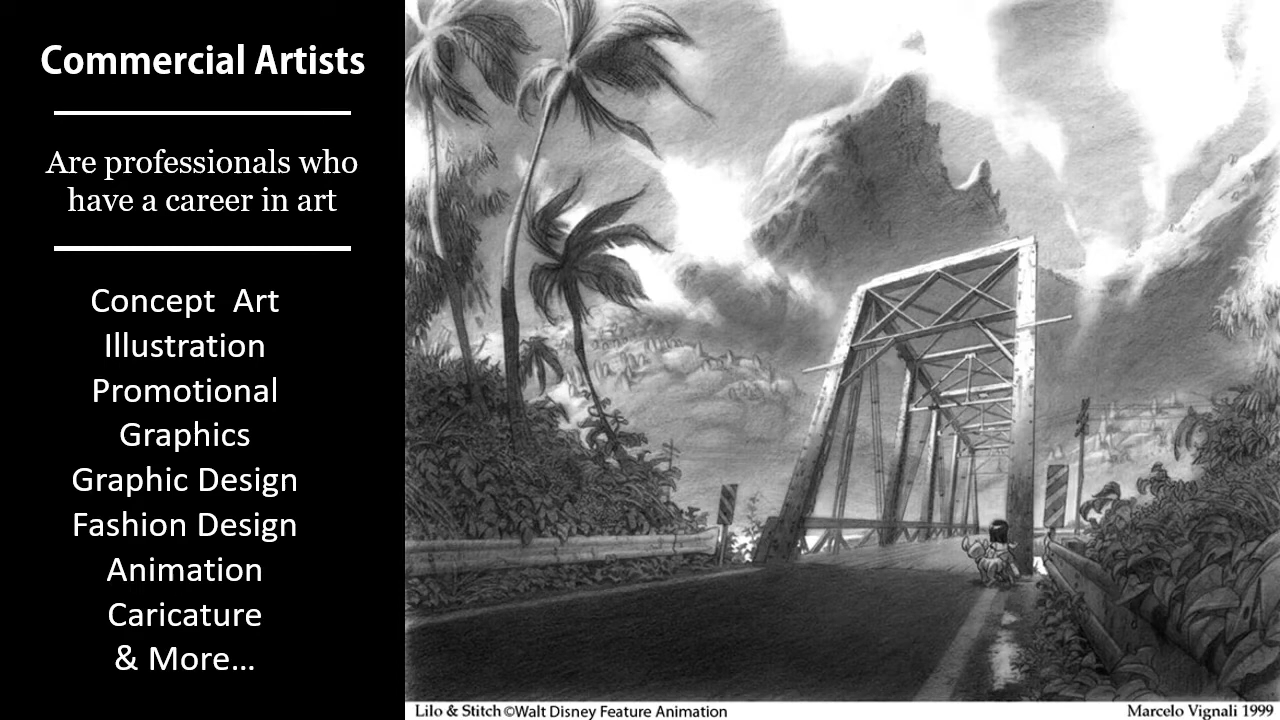 Commercial Artists
Are professionals who
have a career in art
Concept Art
Illustration
Promotional
Graphics
Graphic Design
Fashion Design
Animation
Caricature
& More...
Lilo & Stitch ©Walt Disney Feature Animation
Marcelo Vignali 1999